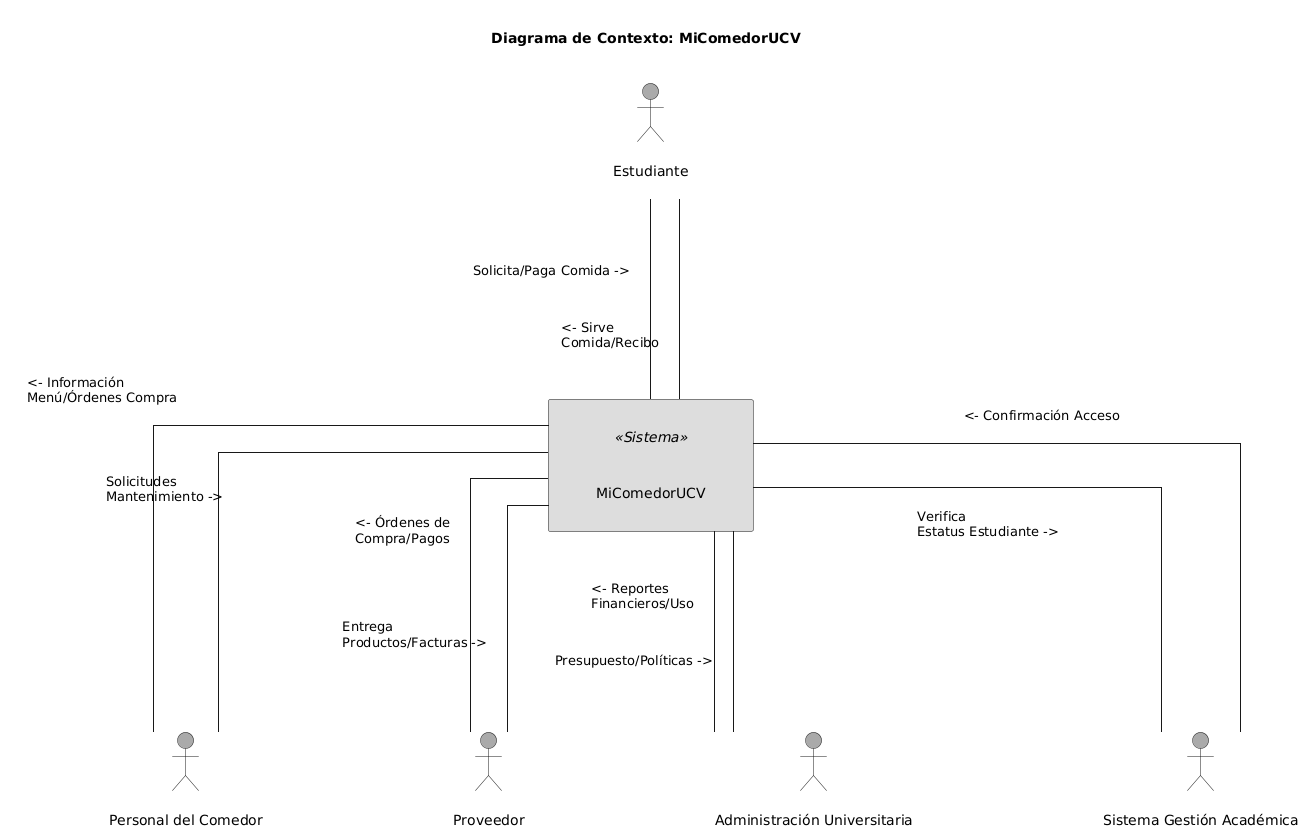 Diagrama de Contexto: MiComedorUCV
Estudiante
Solicita/Paga Comida ->
<- Sirve
Comida/Recibo
<- Información
Menú/Órdenes Compra
<- Confirmación Acceso
«Sistema»
MiComedorUCV
Solicitudes
Mantenimiento ->
<- Órdenes de
Compra/Pagos
Verifica
Estatus Estudiante ->
<- Reportes
Financieros/Uso
Entrega
Productos/Facturas ->
Presupuesto/Políticas ->
Personal del Comedor
Proveedor
Administración Universitaria
Sistema Gestión Académica